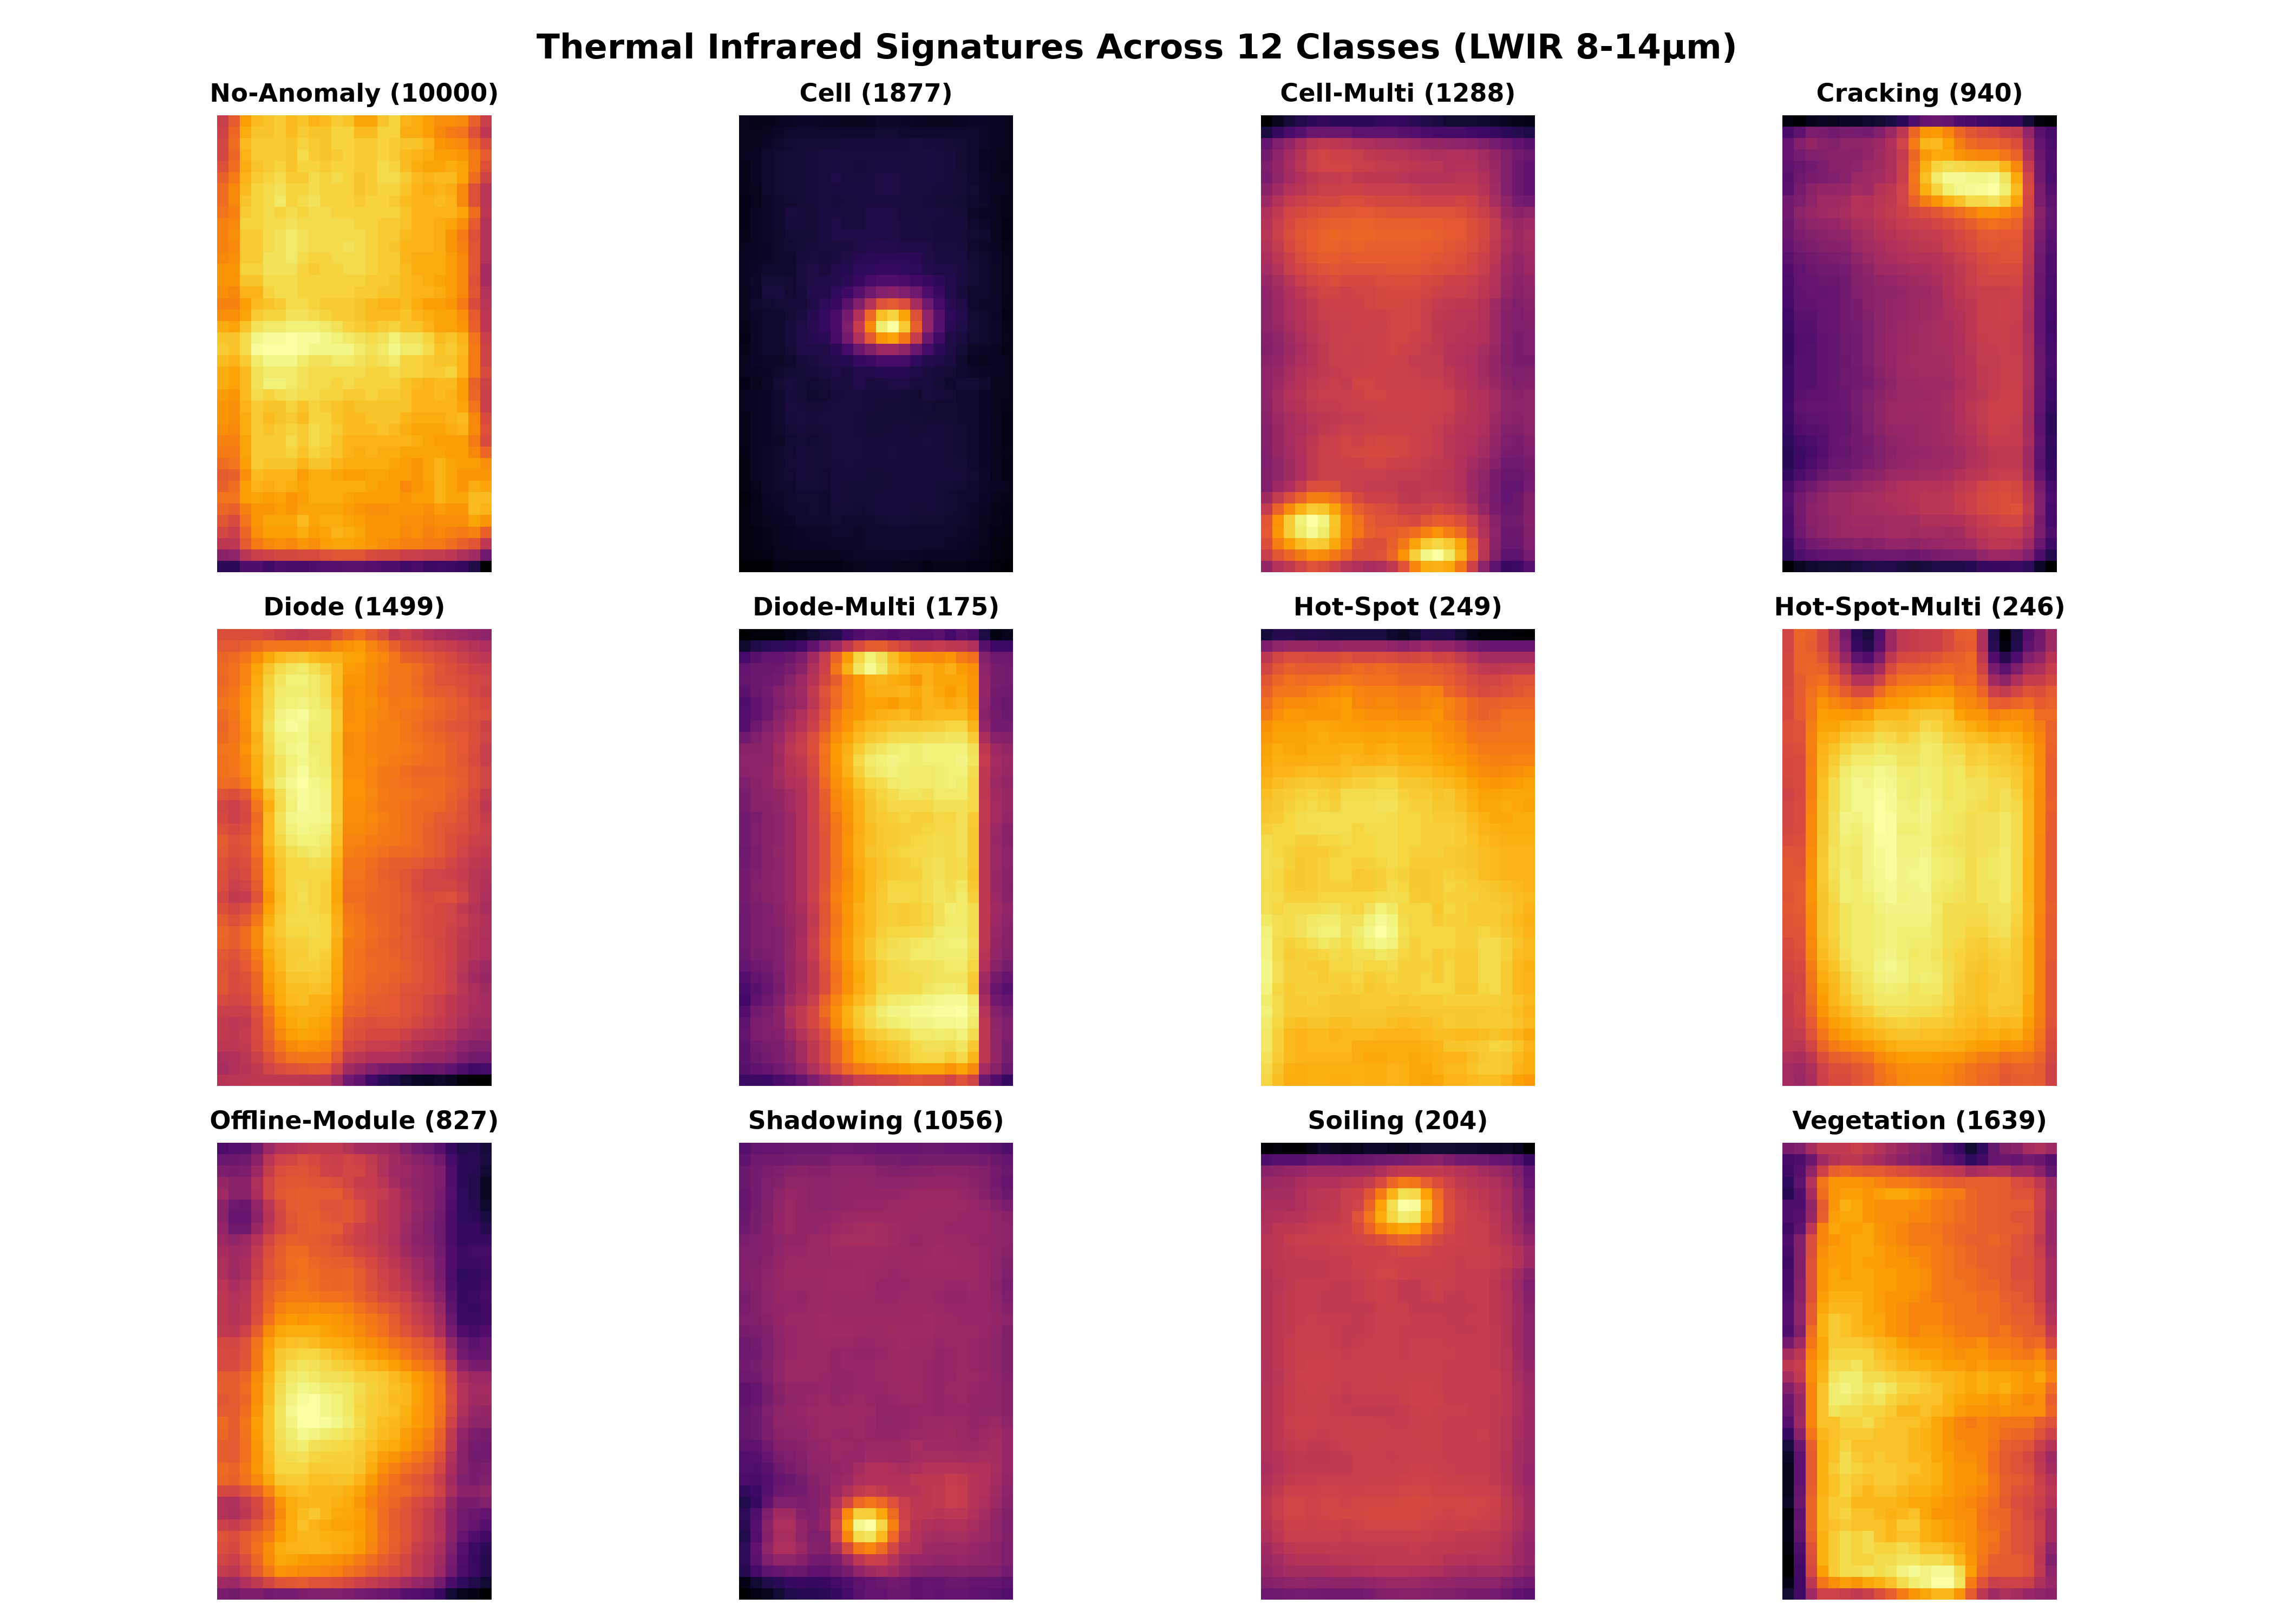 Thermal Infrared Signatures Across 12 Classes (LWIR 8-14μm)
No-Anomaly (10000)
Cell (1877)
Cell-Multi (1288)
Cracking (940)
Diode (1499)
Diode-Multi (175)
Hot-Spot (249)
Hot-Spot-Multi (246)
Offline-Module (827)
Shadowing (1056)
Soiling (204)
Vegetation (1639)